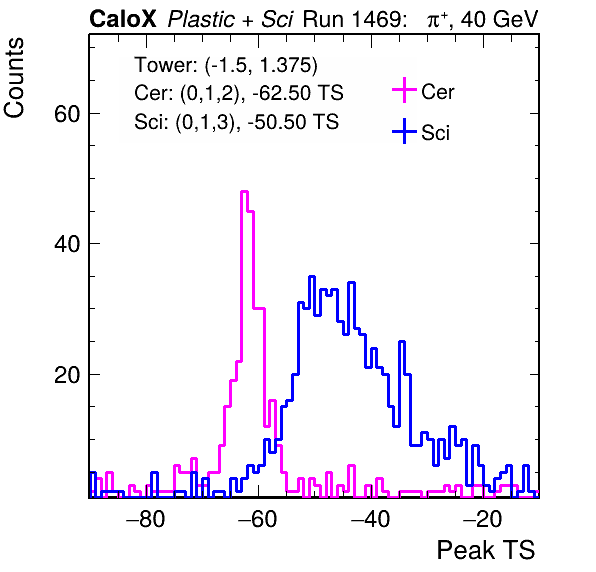 CaloX Plastic + Sci Run 1469: π⁺, 40 GeV
Counts
Tower: (-1.5, 1.375)
Cer: (0,1,2), -62.50 TS
Sci: (0,1,3), -50.50 TS
Cer
Sci
60
40
20
−80 −60 −40 −20
Peak TS